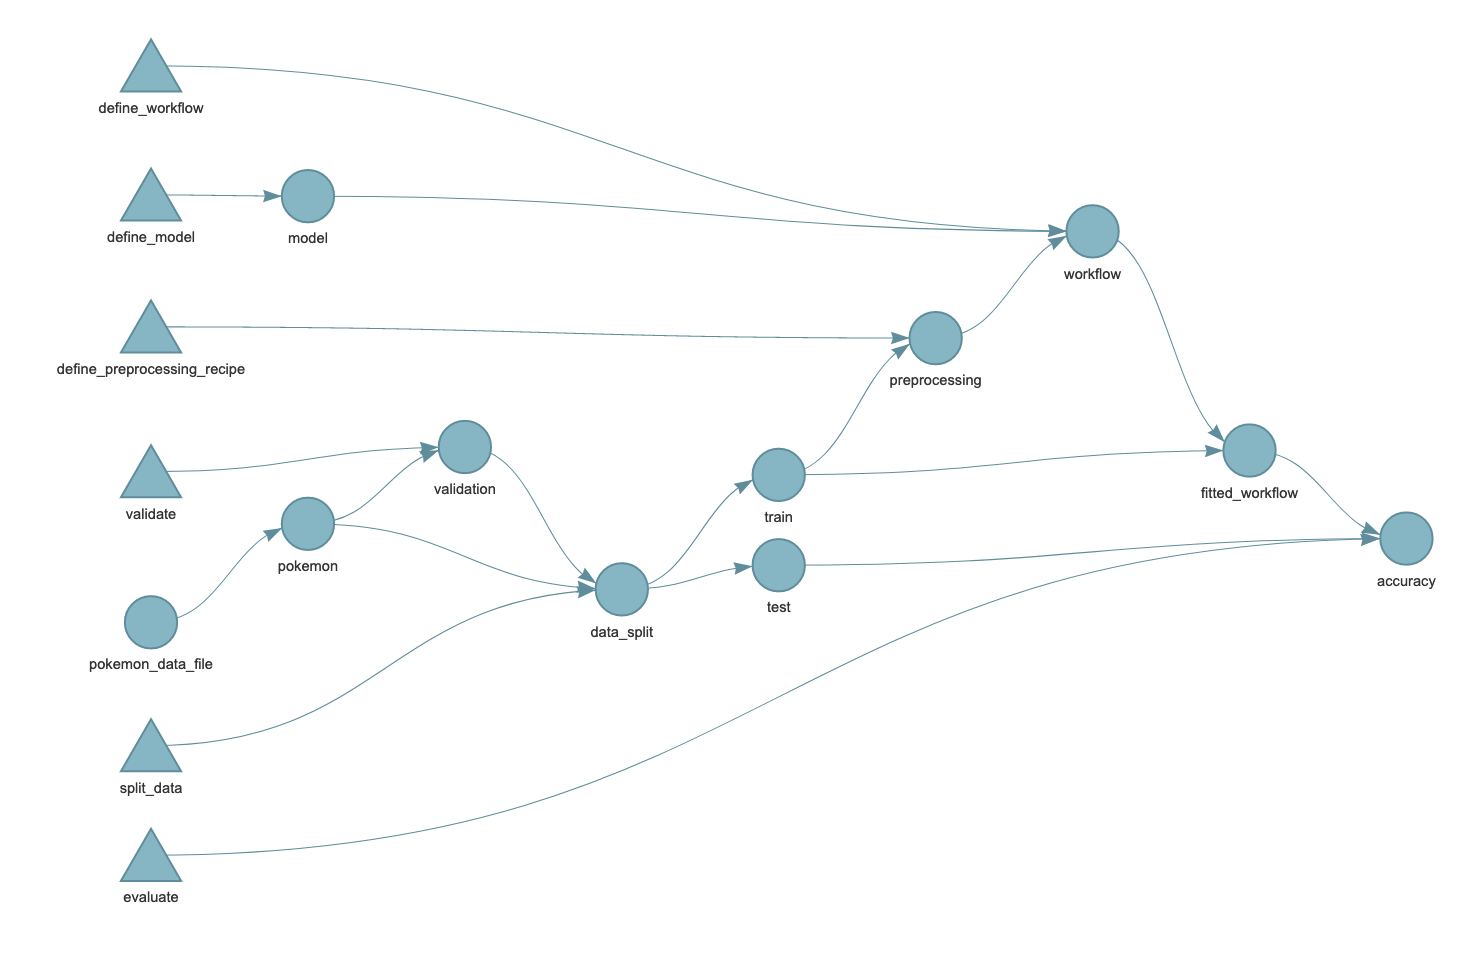 define_workflow
define_model
model
workflow
define_preprocessing_recipe
preprocessing
validate
validation
train
fitted_workflow
pokemon
test
accuracy
pokemon_data_file
data_split
split_data
evaluate